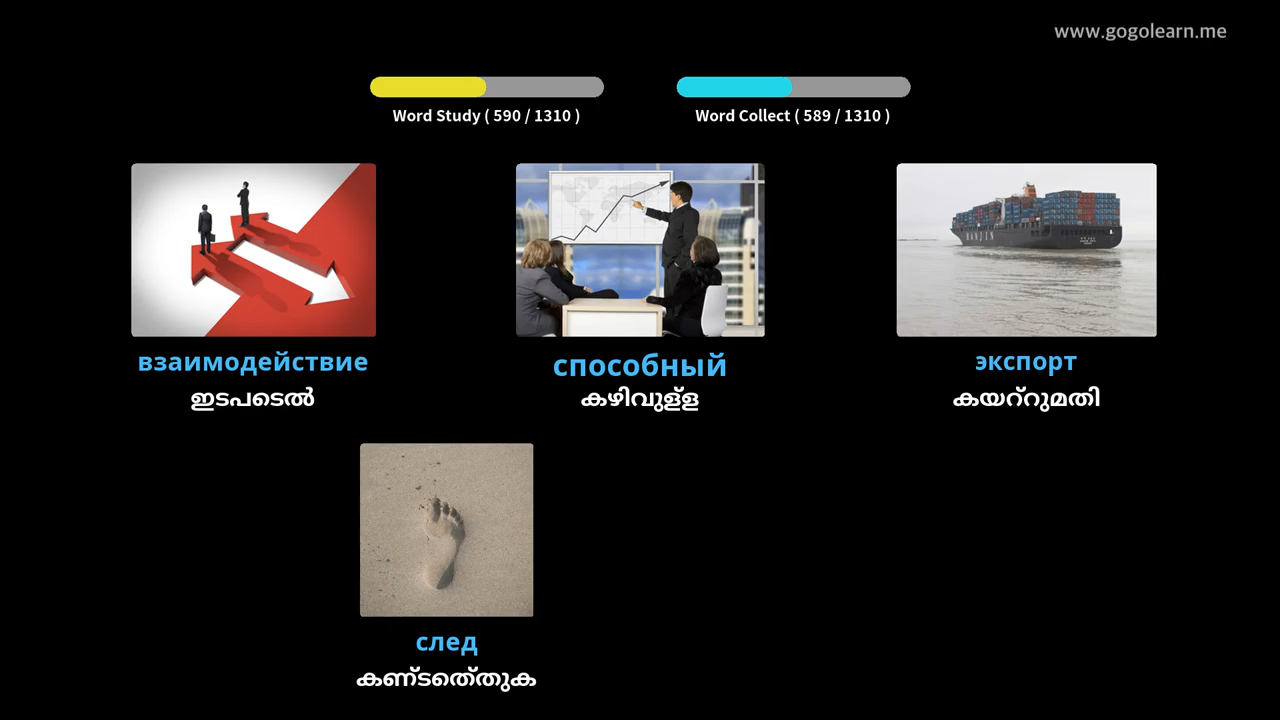 www.gogolearn.me
Word Study ( 590 / 1310 )
Word Collect ( 589 / 1310 )
взаимодействие
ഇടപടെൽ
способный
കഴിവുള്ള
экспорт
കയറ്റുമതി
след
കണ്ടെത്തുക